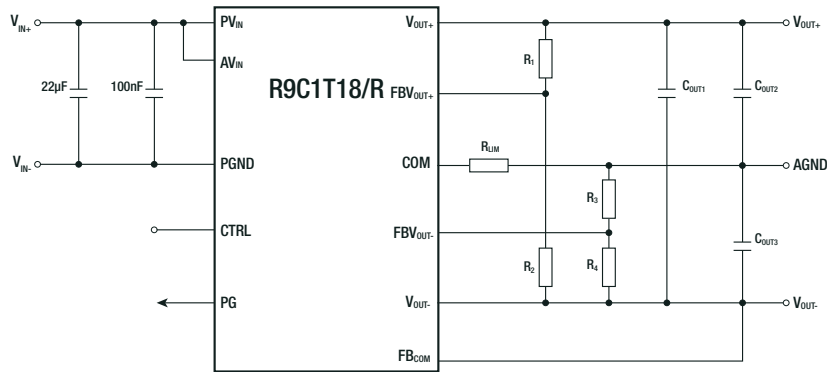 VIN+
PVIN
VOUT+
VOUT+
AVIN
R1
22µF
100nF
R9C1T18/R
FBVOUT+
COUT1
COUT2
VIN-
PGND
COM
RLIM
AGND
R3
CTRL
FBVOUT-
COUT3
R2
R4
PG
VOUT-
VOUT-
FBCOM